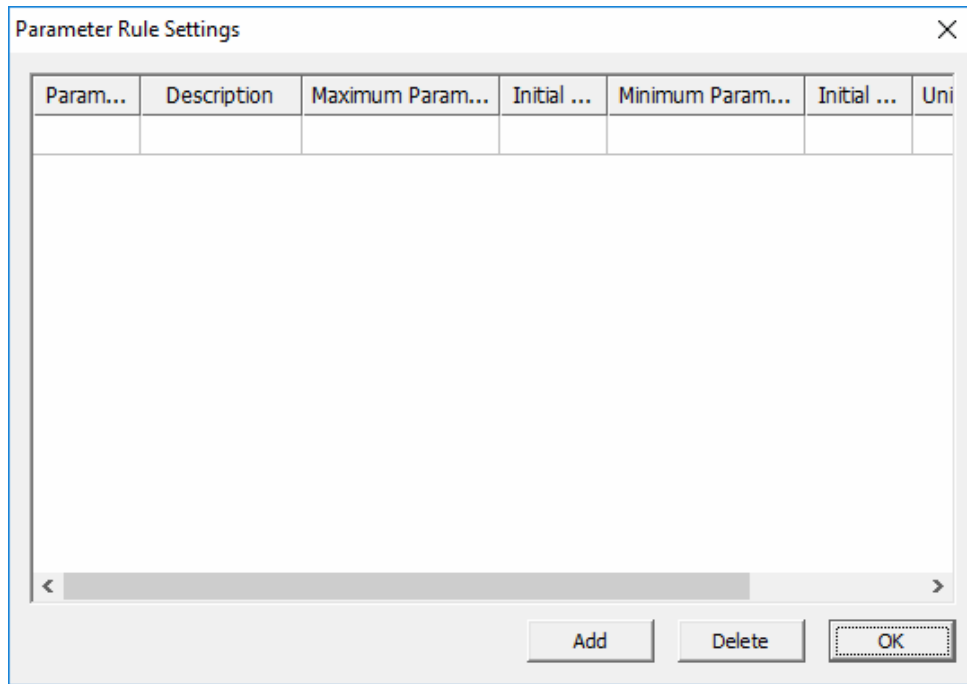 Parameter Rule Settings
Param... Description Maximum Param... Initial ... Minimum Param... Initial ... Uni
Add Delete OK